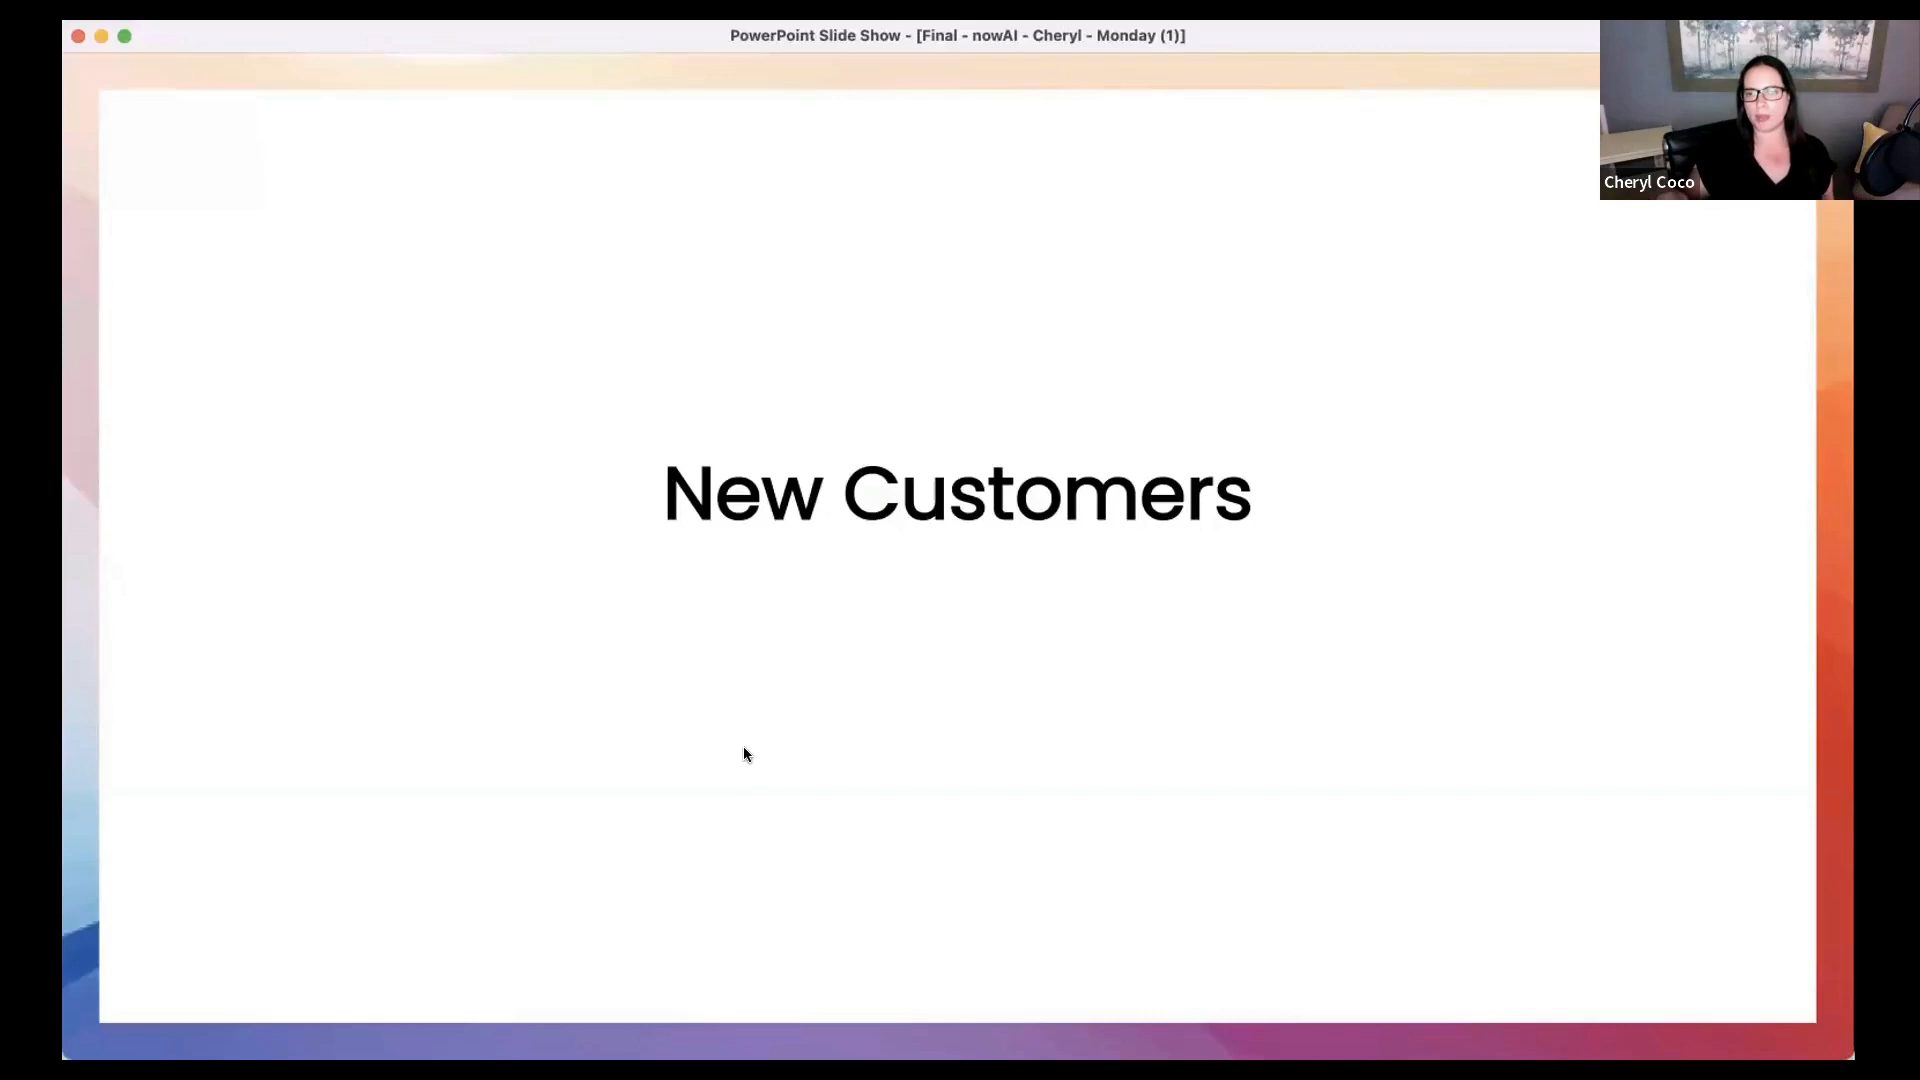 PowerPoint Slide Show - [Final - nowAI - Cheryl - Monday (1)]
Cheryl Coco
New Customers